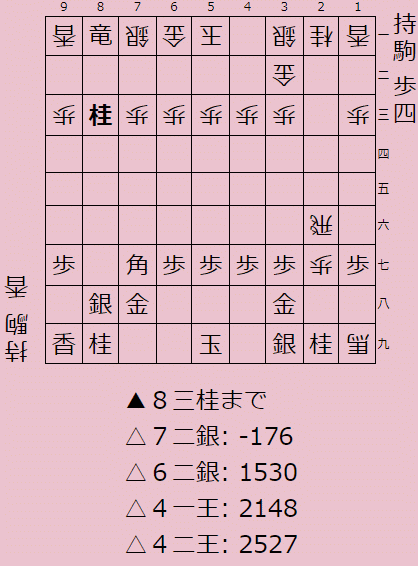 9 8 7 6 5 4 3 2 1
香 竜 銀 金 王 銀 桂 香 一
金 二
歩 桂 歩 歩 歩 歩 歩 歩 三
四
五
飛 六
歩 角 歩 歩 歩 歩 歩 歩 七
銀 金 金 八
香 桂 玉 銀 桂 馬 九
持駒 歩四
持駒 香
▲８三桂まで
△７二銀: -176
△６二銀: 1530
△４一王: 2148
△４二王: 2527